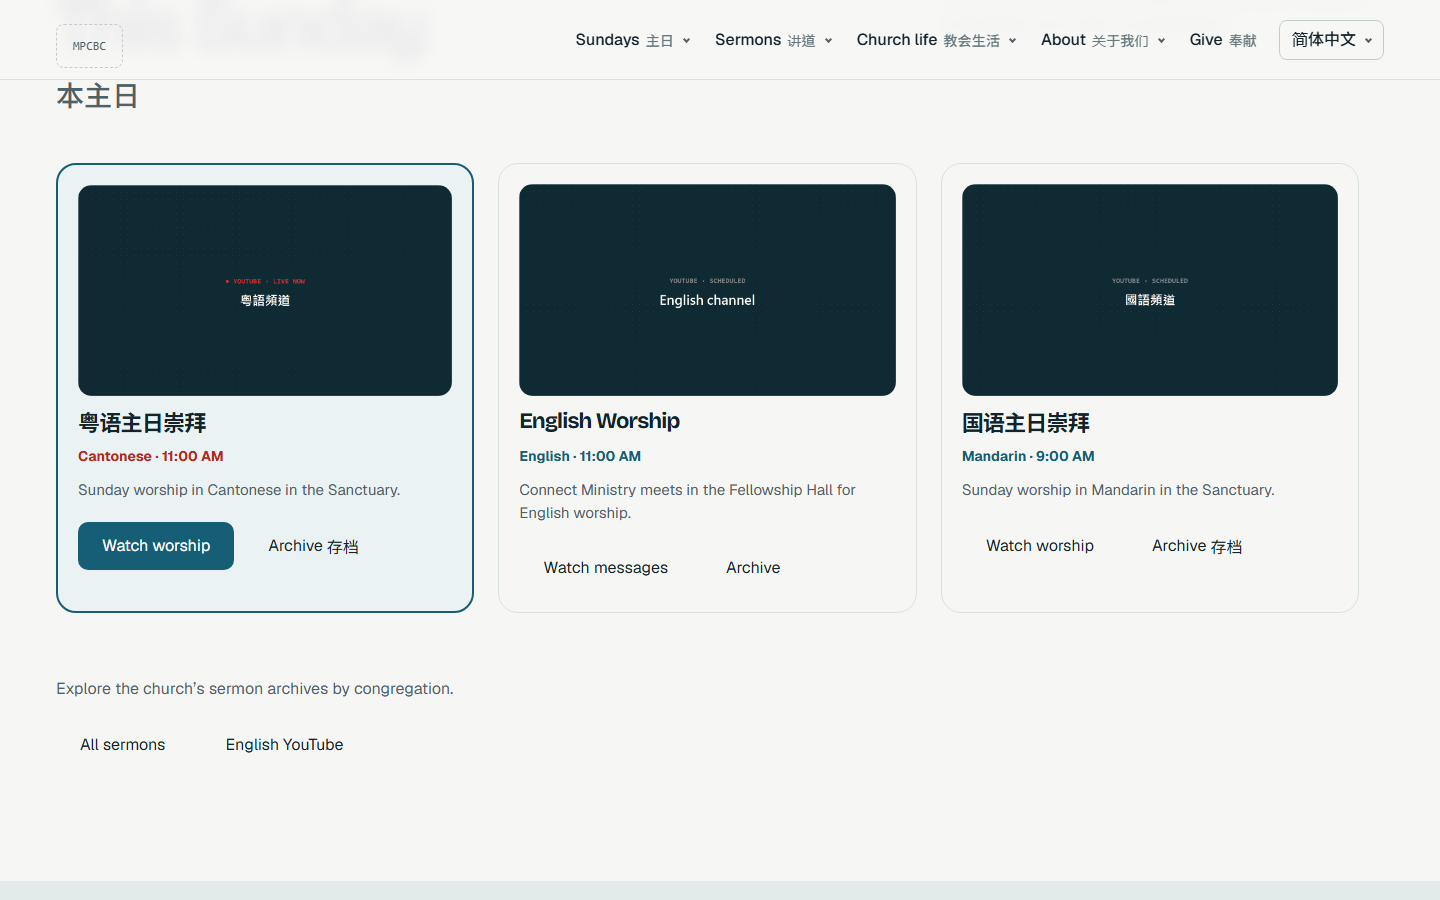 This Sunday
MPCBC
Sundays 主日
Sermons 讲道
Church life 教会生活
About 关于我们
Give 奉献
简体中文
本主日
• YOUTUBE · LIVE NOW
粵語頻道
粤语主日崇拜
Cantonese · 11:00 AM
Sunday worship in Cantonese in the Sanctuary.
Watch worship
Archive 存档
YOUTUBE · SCHEDULED
English channel
English Worship
English · 11:00 AM
Connect Ministry meets in the Fellowship Hall for
English worship.
Watch messages
Archive
YOUTUBE · SCHEDULED
國語頻道
国语主日崇拜
Mandarin · 9:00 AM
Sunday worship in Mandarin in the Sanctuary.
Watch worship
Archive 存档
Explore the church’s sermon archives by congregation.
All sermons
English YouTube